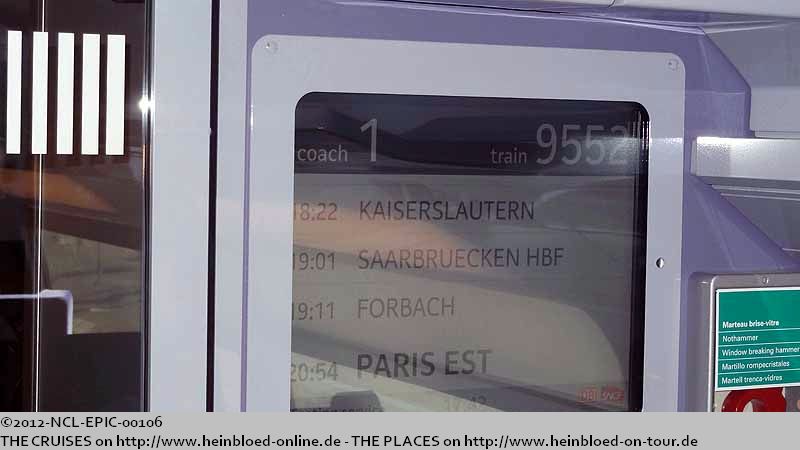 coach 1 train 9552
18:22 KAISERSLAUTERN
19:01 SAARBRUECKEN HBF
19:11 FORBACH
20:54 PARIS EST
DB SNCF
Marteau brise-vitre
Nothammer
Window breaking hammer
Martillo rompecristales
Martell trenca-vidres
©2012-NCL-EPIC-00106
THE CRUISES on http://www.heinbloed-online.de - THE PLACES on http://www.heinbloed-on-tour.de